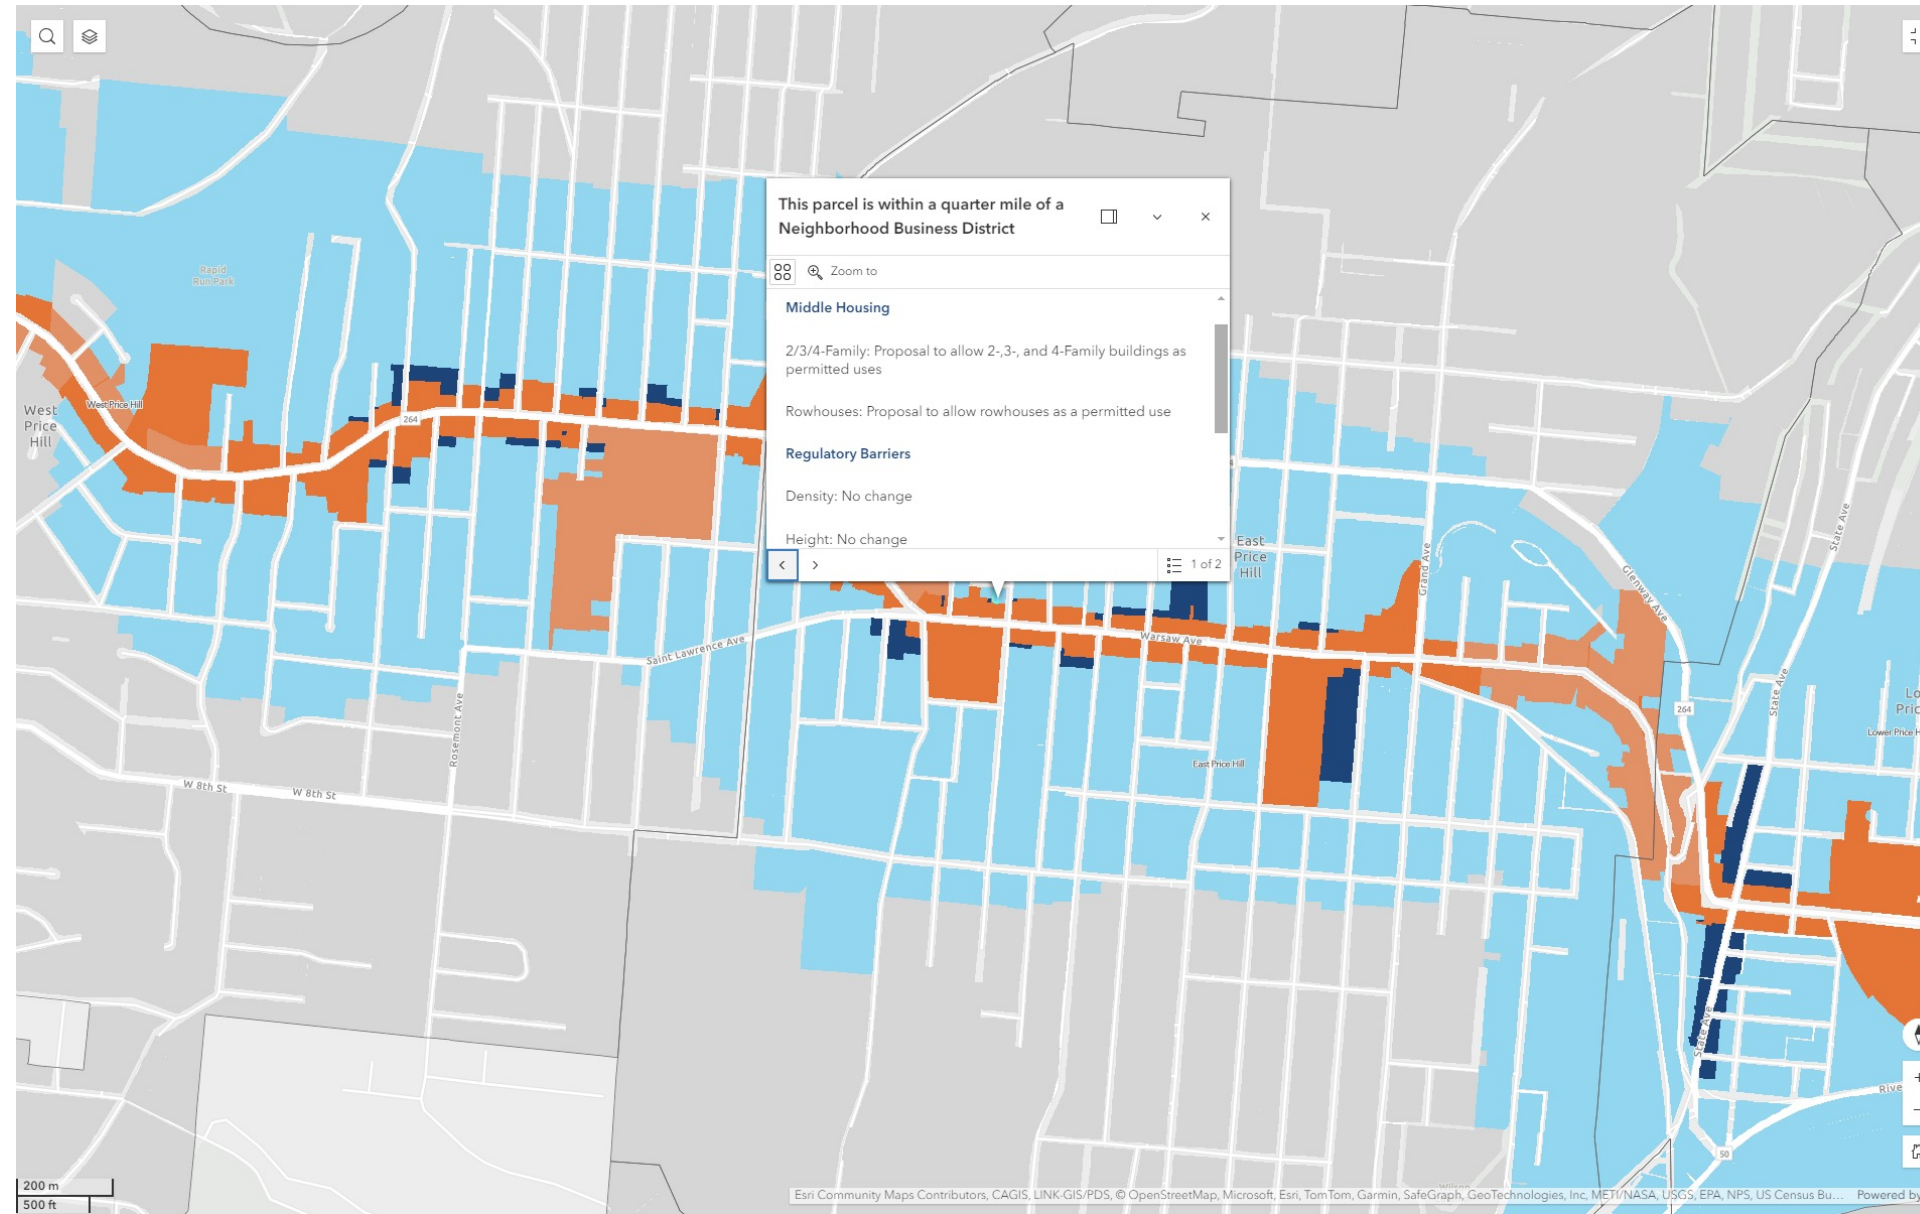 This parcel is within a quarter mile of a
Neighborhood Business District
Zoom to
Middle Housing
2/3/4-Family: Proposal to allow 2-,3-, and 4-Family buildings as
permitted uses
Rowhouses: Proposal to allow rowhouses as a permitted use
Regulatory Barriers
Density: No change
Height: No change
1 of 2
Rapid
Run Park
West
Price
Hill
West Price Hill
264
East
Price
Hill
Grand Ave
Glenway Ave
State Ave
Warsaw Ave
Saint Lawrence Ave
Rosemont Ave
State Ave
264
Lo
Pric
Lower Price H
East Price Hill
W 8th St
W 8th St
State Ave
Rive
50
200 m
500 ft
Esri Community Maps Contributors, CAGIS, LINK-GIS/PDS, © OpenStreetMap, Microsoft, Esri, TomTom, Garmin, SafeGraph, GeoTechnologies, Inc, METI/NASA, USGS, EPA, NPS, US Census Bu... Powered by